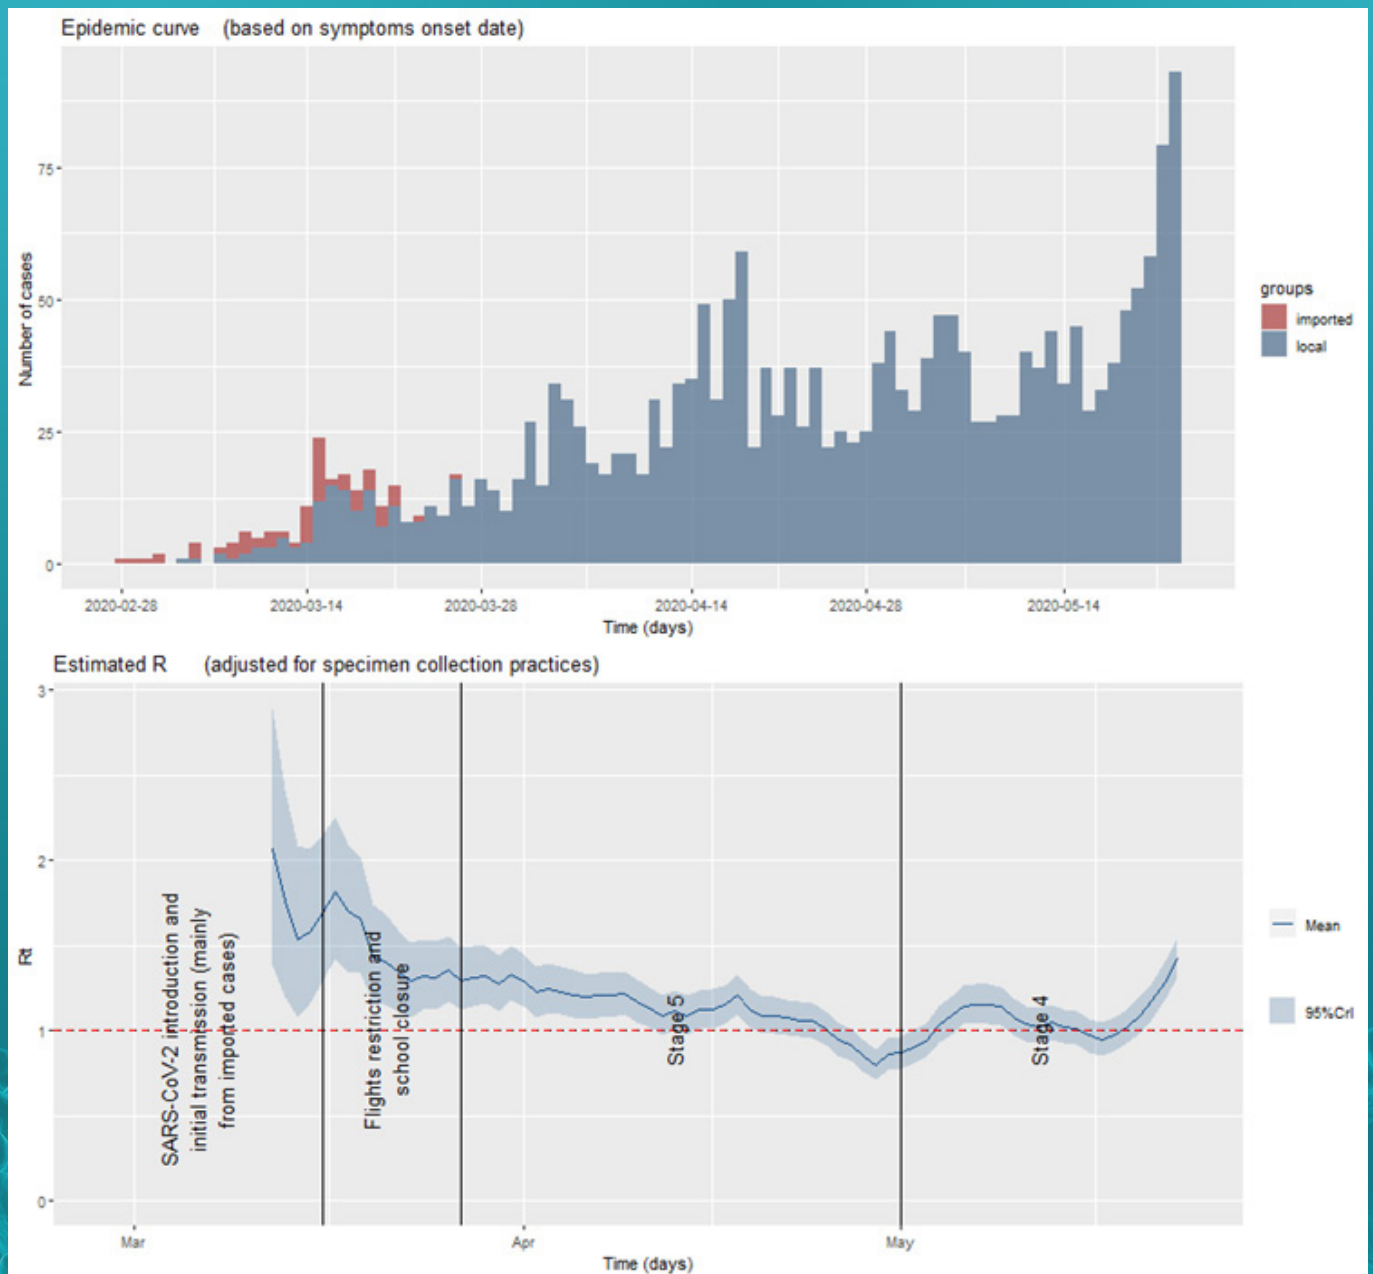 Epidemic curve (based on symptoms onset date)
Number of cases
75
50
25
0
2020-02-28
2020-03-14
2020-03-28
2020-04-14
2020-04-28
2020-05-14
Time (days)
groups
imported
local
Estimated R (adjusted for specimen collection practices)
Rt
3
2
1
0
SARS-CoV-2 introduction and
initial transmission (mainly
from imported cases)
Flights restriction and
school closure
Stage 5
Stage 4
Mar
Apr
May
Time (days)
Mean
95%CrI